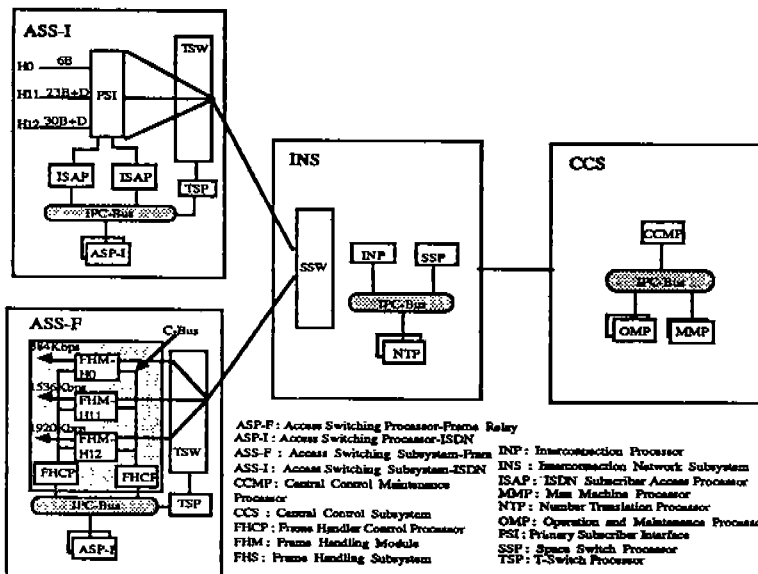 ASS-I
TSW
H0 6B
H11 23B+D
PSI
H12 30B+D
ISAP
ISAP
TSP
IPC-Bus
ASP-I
INS
SSW
INP
SSP
IPC-Bus
NTP
CCS
CCMP
IPC-Bus
OMP
MMP
ASS-F
C-Bus
384Kbps
FHM-
H0
1536Kbps
FHM-
H11
1920Kbps
FHM-
H12
TSW
FHCP
FHCP
TSP
IPC-Bus
ASP-F
ASP-F : Access Switching Processor-Frame Relay
ASP-I : Access Switching Processor-ISDN
ASS-F : Access Switching Subsystem-Fram
ASS-I : Access Switching Subsystem-ISDN
CCMP : Central Control Maintenance
Processor
CCS : Central Control Subsystem
FHCP : Frame Handler Control Processor
FHM : Frame Handling Module
FHS : Frame Handling Subsystem
INP : Interconnection Processor
INS : Interconnection Network Subsystem
ISAP : ISDN Subscriber Access Processor
MMP : Man Machine Processor
NTP : Number Translation Processor
OMP : Operation and Maintenance Processor
PSI : Primary Subscriber Interface
SSP : Space Switch Processor
TSP : T-Switch Processor